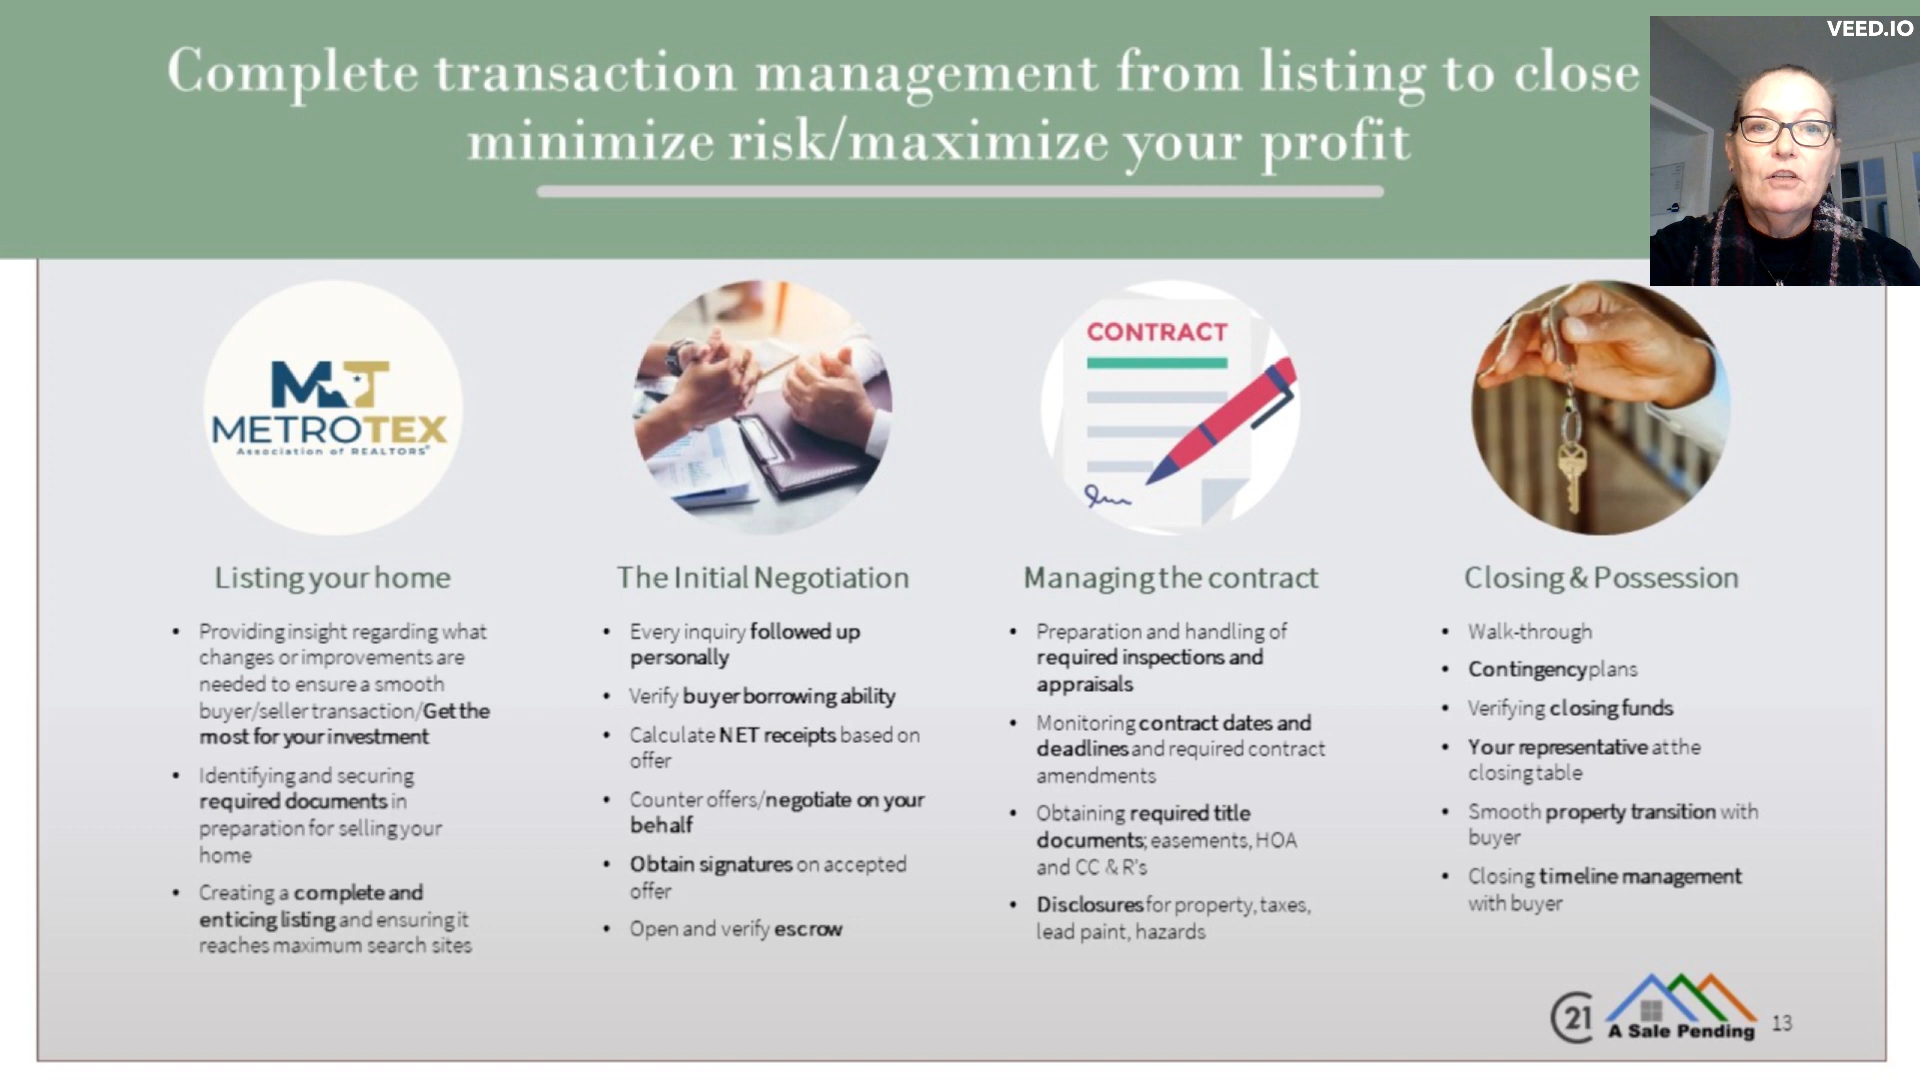 VEED.IO
Complete transaction management from listing to close
minimize risk/maximize your profit
MT
METROTEX
Association of REALTORS®
CONTRACT
Listing your home
Providing insight regarding what
changes or improvements are
needed to ensure a smooth
buyer/seller transaction/Get the
most for your investment
Identifying and securing
required documents in
preparation for selling your
home
Creating a complete and
enticing listing and ensuring it
reaches maximum search sites
The Initial Negotiation
Every inquiry followed up
personally
Verify buyer borrowing ability
Calculate NET receipts based on
offer
Counter offers/negotiate on your
behalf
Obtain signatures on accepted
offer
Open and verify escrow
Managing the contract
Preparation and handling of
required inspections and
appraisals
Monitoring contract dates and
deadlines and required contract
amendments
Obtaining required title
documents; easements, HOA
and CC & R's
Disclosures for property, taxes,
lead paint, hazards
Closing & Possession
Walk-through
Contingency plans
Verifying closing funds
Your representative at the
closing table
Smooth property transition with
buyer
Closing timeline management
with buyer
C21
A Sale Pending
13